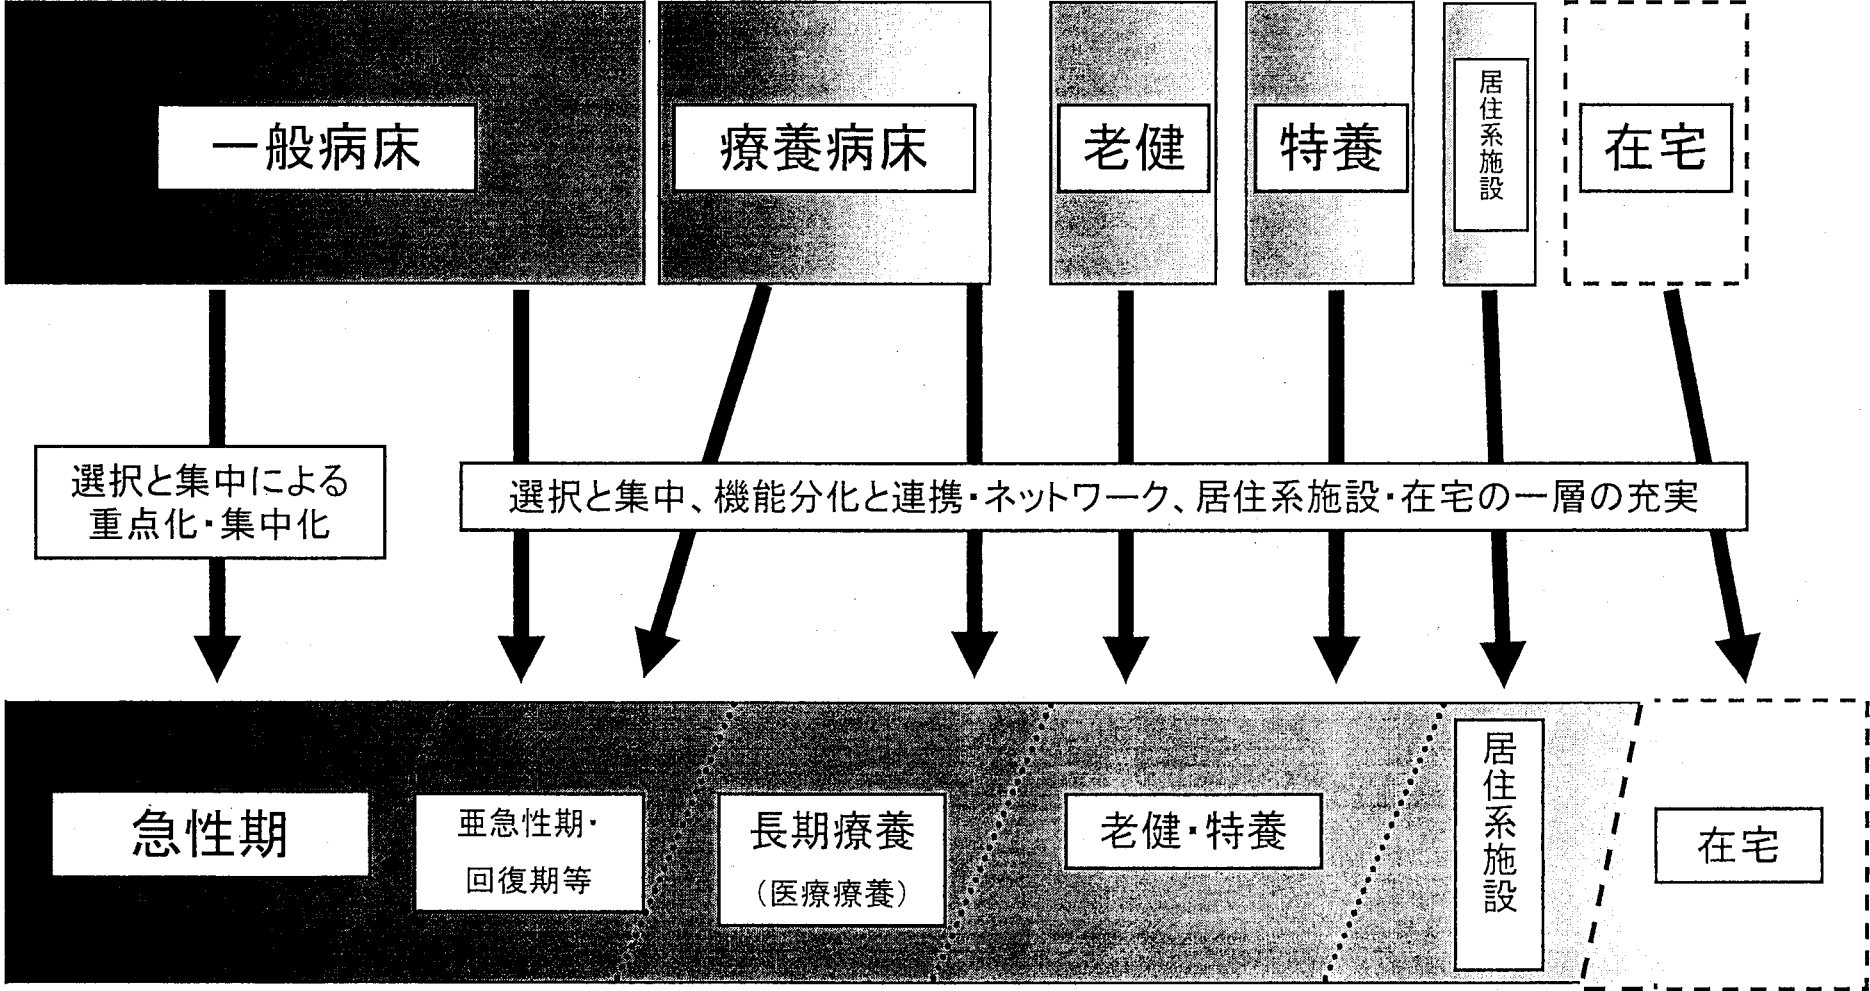 一般病床
療養病床
老健
特養
居住系施設
在宅
選択と集中による
重点化・集中化
選択と集中、機能分化と連携・ネットワーク、居住系施設・在宅の一層の充実
急性期
亜急性期・
回復期等
長期療養
（医療療養）
老健・特養
居住系施設
在宅